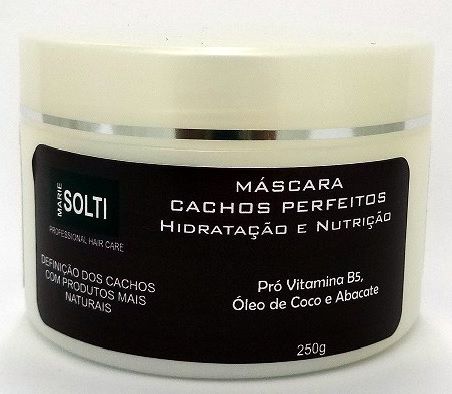 MARIE
SOLTI
PROFESSIONAL HAIR CARE
DEFINIÇÃO DOS CACHOS
COM PRODUTOS MAIS
NATURAIS
MÁSCARA
CACHOS PERFEITOS
HIDRATAÇÃO E NUTRIÇÃO
Pró Vitamina B5,
Óleo de Coco e Abacate
250g